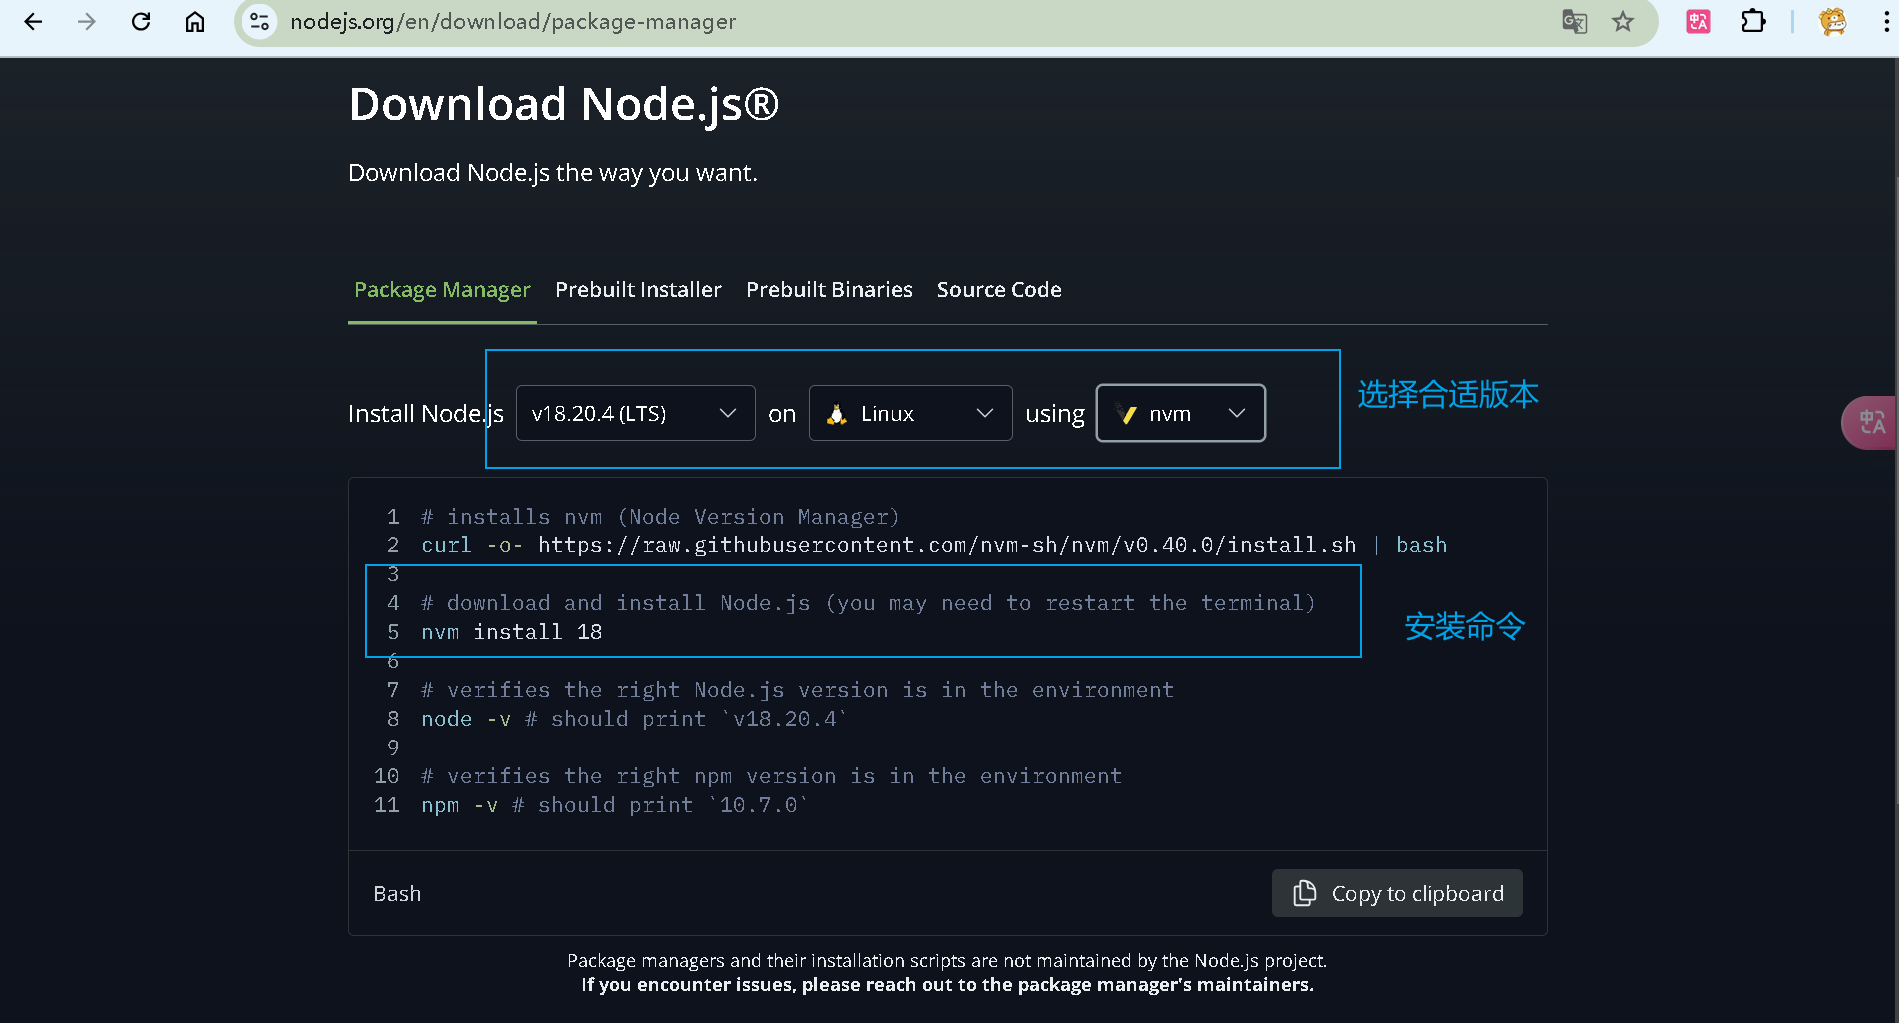 nodejs.org/en/download/package-manager
Download Node.js®
Download Node.js the way you want.
Package Manager Prebuilt Installer Prebuilt Binaries Source Code
选择合适版本
Install Node.js v18.20.4 (LTS) on Linux using nvm
中A
1 # installs nvm (Node Version Manager)
2 curl -o- https://raw.githubusercontent.com/nvm-sh/nvm/v0.40.0/install.sh | bash
3
4 # download and install Node.js (you may need to restart the terminal)
5 nvm install 18
安装命令
6
7 # verifies the right Node.js version is in the environment
8 node -v # should print `v18.20.4`
9
10 # verifies the right npm version is in the environment
11 npm -v # should print `10.7.0`
Bash
Copy to clipboard
Package managers and their installation scripts are not maintained by the Node.js project.
If you encounter issues, please reach out to the package manager's maintainers.